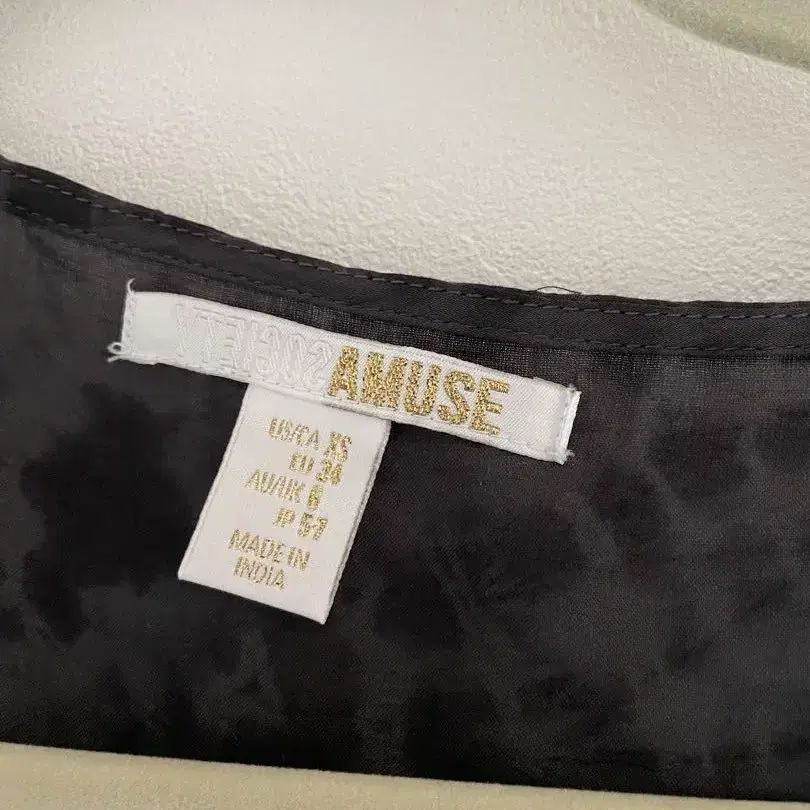 SOCIETY AMUSE
US/CA XS
EU 34
AU/UK 6
JP 5-7
MADE IN
INDIA